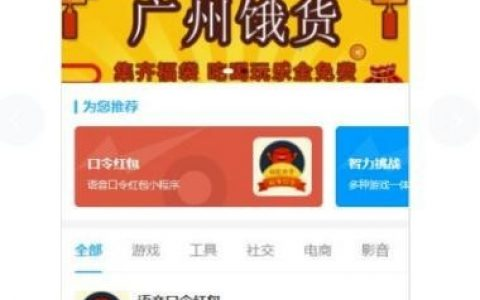 广州饿货
集齐福袋 吃喝玩乐全免费
为您推荐
口令红包
语音口令红包小程序
智力挑战
多种游戏一体
全部 游戏 工具 社交 电商 影音
语音口令红包